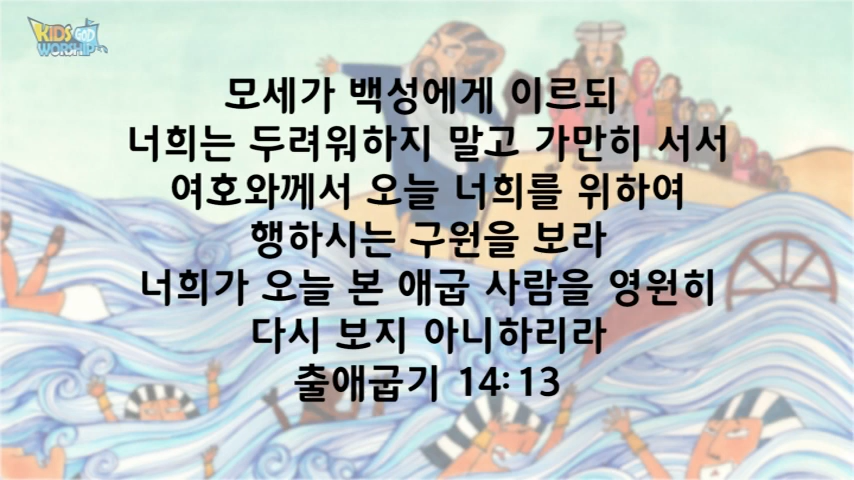 KIDS GOD
WORSHIP
모세가 백성에게 이르되
너희는 두려워하지 말고 가만히 서서
여호와께서 오늘 너희를 위하여
행하시는 구원을 보라
너희가 오늘 본 애굽 사람을 영원히
다시 보지 아니하리라
출애굽기 14:13